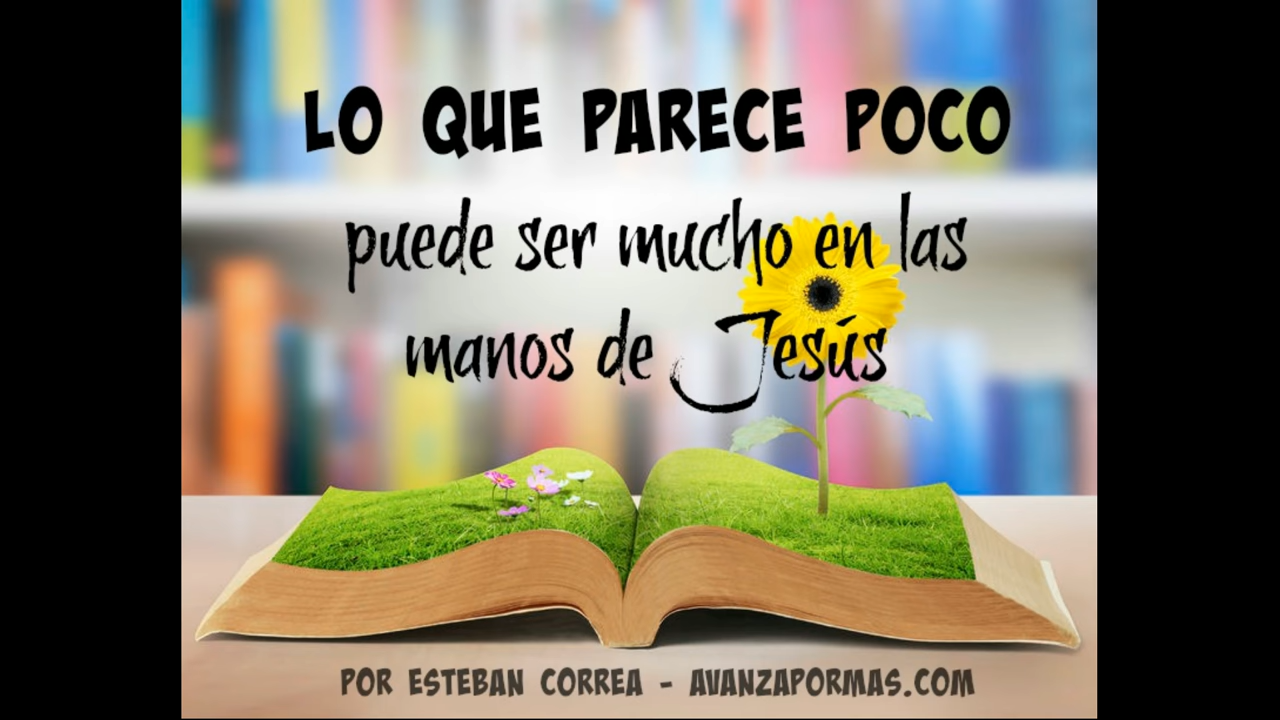 LO QUE PARECE POCO
puede ser mucho en las
manos de Jesús
POR ESTEBAN CORREA - AVANZAPORMAS.COM